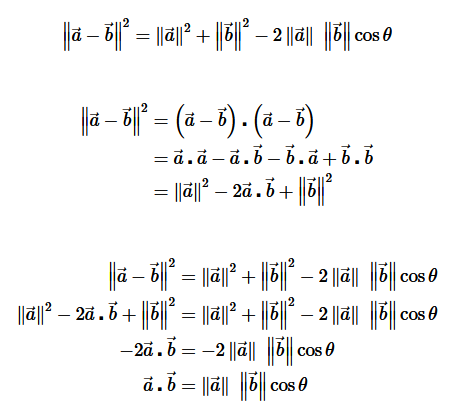 ‖a⃗ − b⃗‖² = ‖a⃗‖² + ‖b⃗‖² − 2 ‖a⃗‖ ‖b⃗‖ cos θ
‖a⃗ − b⃗‖² = (a⃗ − b⃗) • (a⃗ − b⃗)
= a⃗ • a⃗ − a⃗ • b⃗ − b⃗ • a⃗ + b⃗ • b⃗
= ‖a⃗‖² − 2a⃗ • b⃗ + ‖b⃗‖²
‖a⃗ − b⃗‖² = ‖a⃗‖² + ‖b⃗‖² − 2 ‖a⃗‖ ‖b⃗‖ cos θ
‖a⃗‖² − 2a⃗ • b⃗ + ‖b⃗‖² = ‖a⃗‖² + ‖b⃗‖² − 2 ‖a⃗‖ ‖b⃗‖ cos θ
−2a⃗ • b⃗ = −2 ‖a⃗‖ ‖b⃗‖ cos θ
a⃗ • b⃗ = ‖a⃗‖ ‖b⃗‖ cos θ